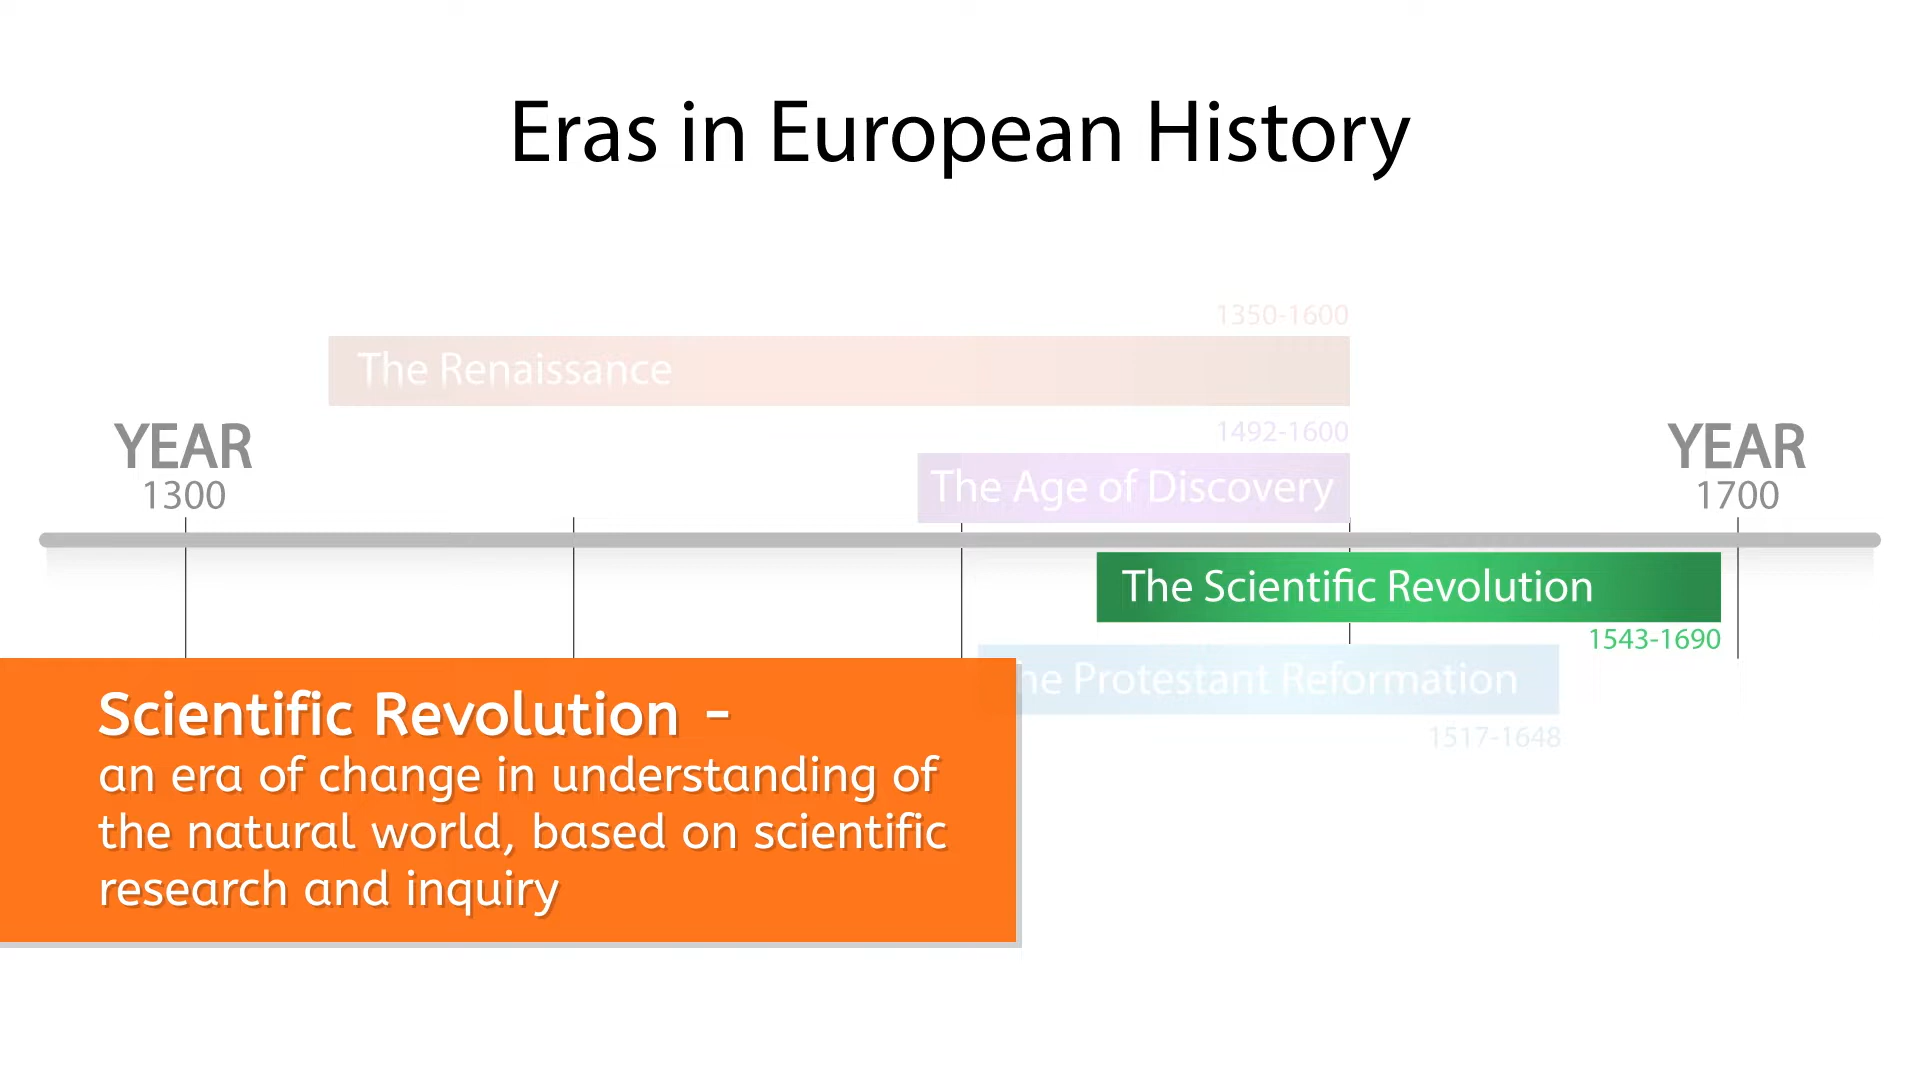 Eras in European History
1350-1600
The Renaissance
1492-1600
The Age of Discovery
YEAR
1300
YEAR
1700
The Scientific Revolution
1543-1690
Protestant Reformation
1517-1648
Scientific Revolution -
an era of change in understanding of
the natural world, based on scientific
research and inquiry